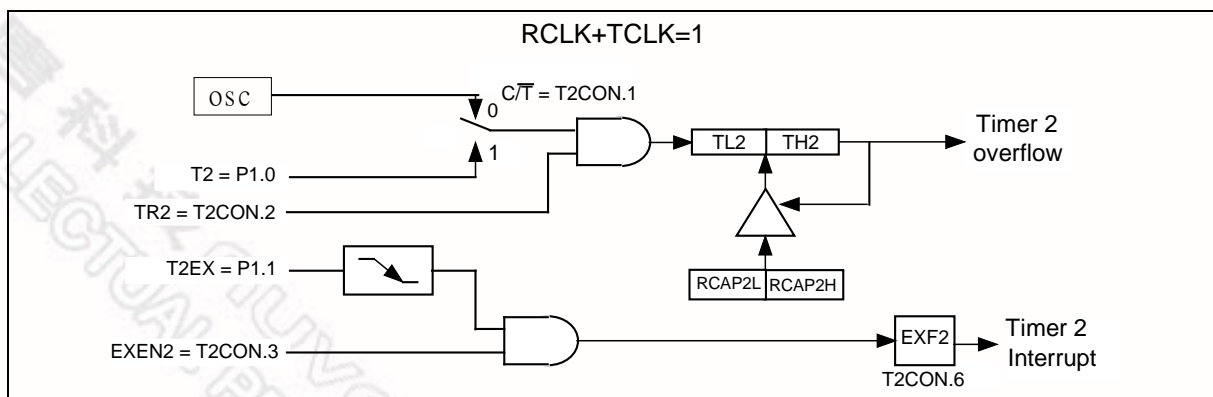 RCLK+TCLK=1
OSC
C/T̅ = T2CON.1
0
1
T2 = P1.0
TR2 = T2CON.2
TL2
TH2
Timer 2
overflow
T2EX = P1.1
RCAP2L
RCAP2H
EXEN2 = T2CON.3
EXF2
T2CON.6
Timer 2
Interrupt